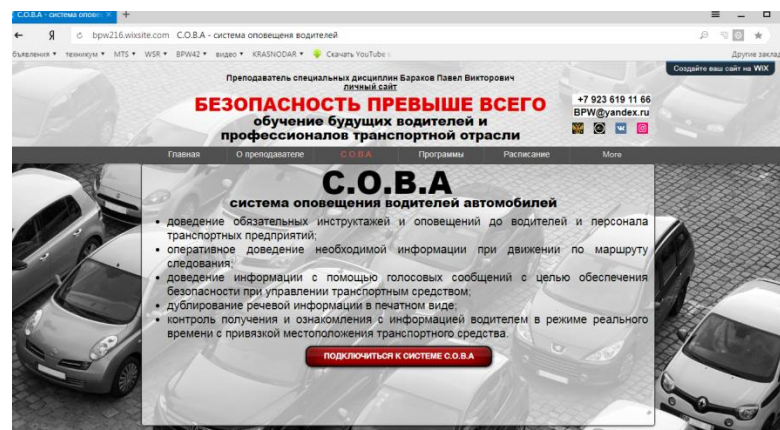 С.О.В.А - система опове
bpw216.wixsite.com С.О.В.А - система оповещеня водителей
техникум MTS WSR BPW42 видео KRASNODAR Скачать YouTube
Другие заклад
Создайте ваш сайт на WiX
Преподаватель специальных дисциплин Бараков Павел Викторович
личный сайт
БЕЗОПАСНОСТЬ ПРЕВЫШЕ ВСЕГО
обучение будущих водителей и
профессионалов транспортной отрасли
+7 923 619 11 66
BPW@yandex.ru
Главная О преподавателе С.О.В.А Программы Расписание More
С.О.В.А
система оповещения водителей автомобилей
• доведение обязательных инструктажей и оповещений до водителей и персонала
транспортных предприятий;
• оперативное доведение необходимой информации при движении по маршруту
следования;
• доведение информации с помощью голосовых сообщений с целью обеспечения
безопасности при управлении транспортным средством;
• дублирование речевой информации в печатном виде;
• контроль получения и ознакомления с информацией водителем в режиме реального
времени с привязкой местоположения транспортного средства.
ПОДКЛЮЧИТЬСЯ К СИСТЕМЕ С.О.В.А